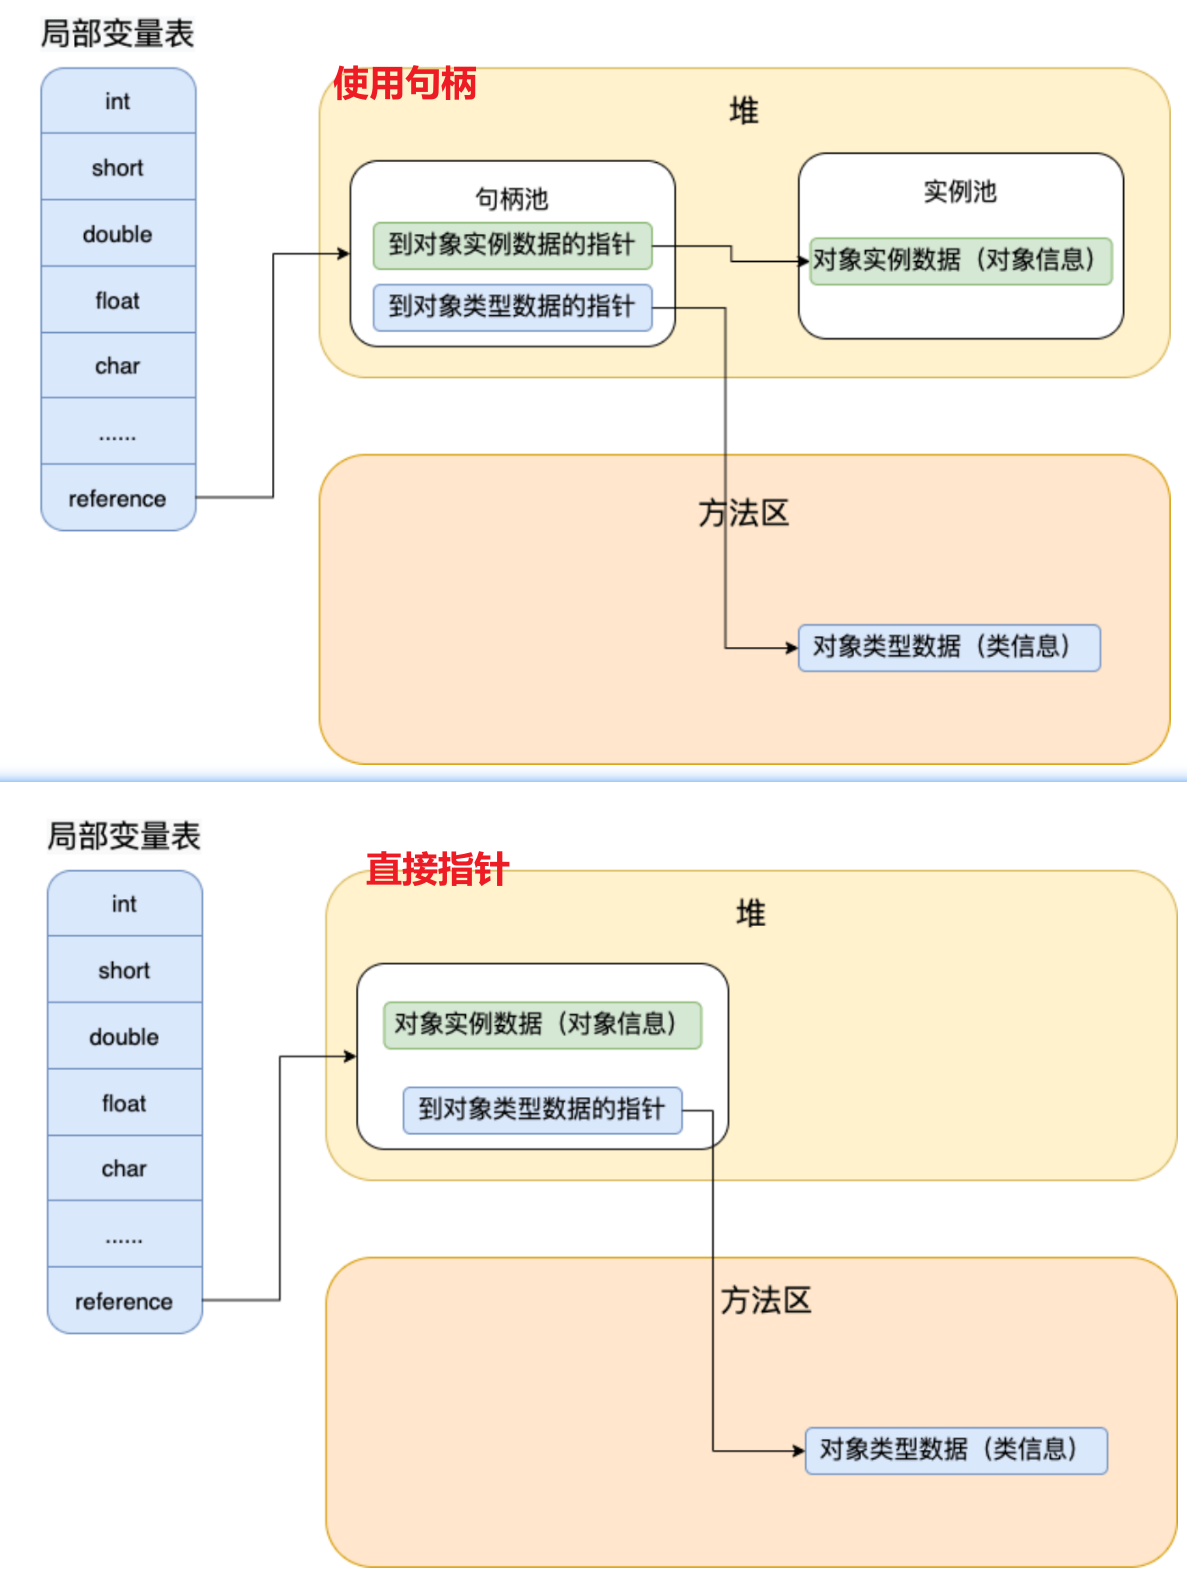 局部变量表
int
short
double
float
char
......
reference
使用句柄
堆
句柄池
到对象实例数据的指针
到对象类型数据的指针
实例池
对象实例数据（对象信息）
方法区
对象类型数据（类信息）
局部变量表
int
short
double
float
char
......
reference
直接指针
堆
对象实例数据（对象信息）
到对象类型数据的指针
方法区
对象类型数据（类信息）